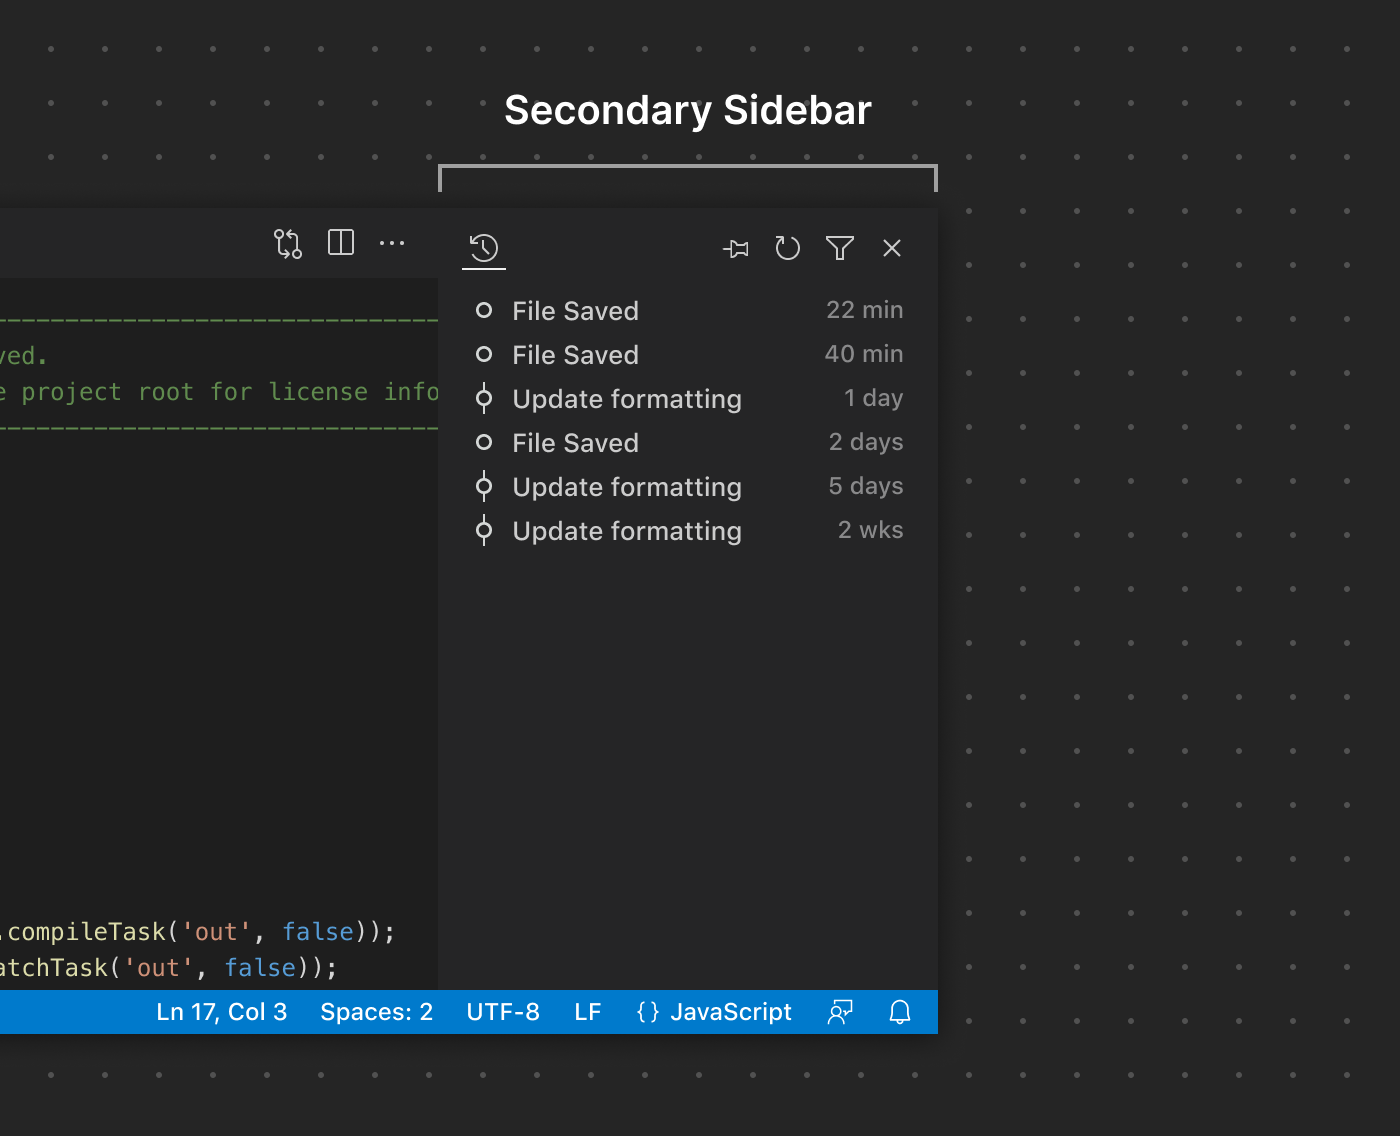 Secondary Sidebar
File Saved 22 min
File Saved 40 min
Update formatting 1 day
File Saved 2 days
Update formatting 5 days
Update formatting 2 wks
---------------------------------
ved.
e project root for license info
---------------------------------
.compileTask('out', false));
atchTask('out', false));
Ln 17, Col 3 Spaces: 2 UTF-8 LF {} JavaScript